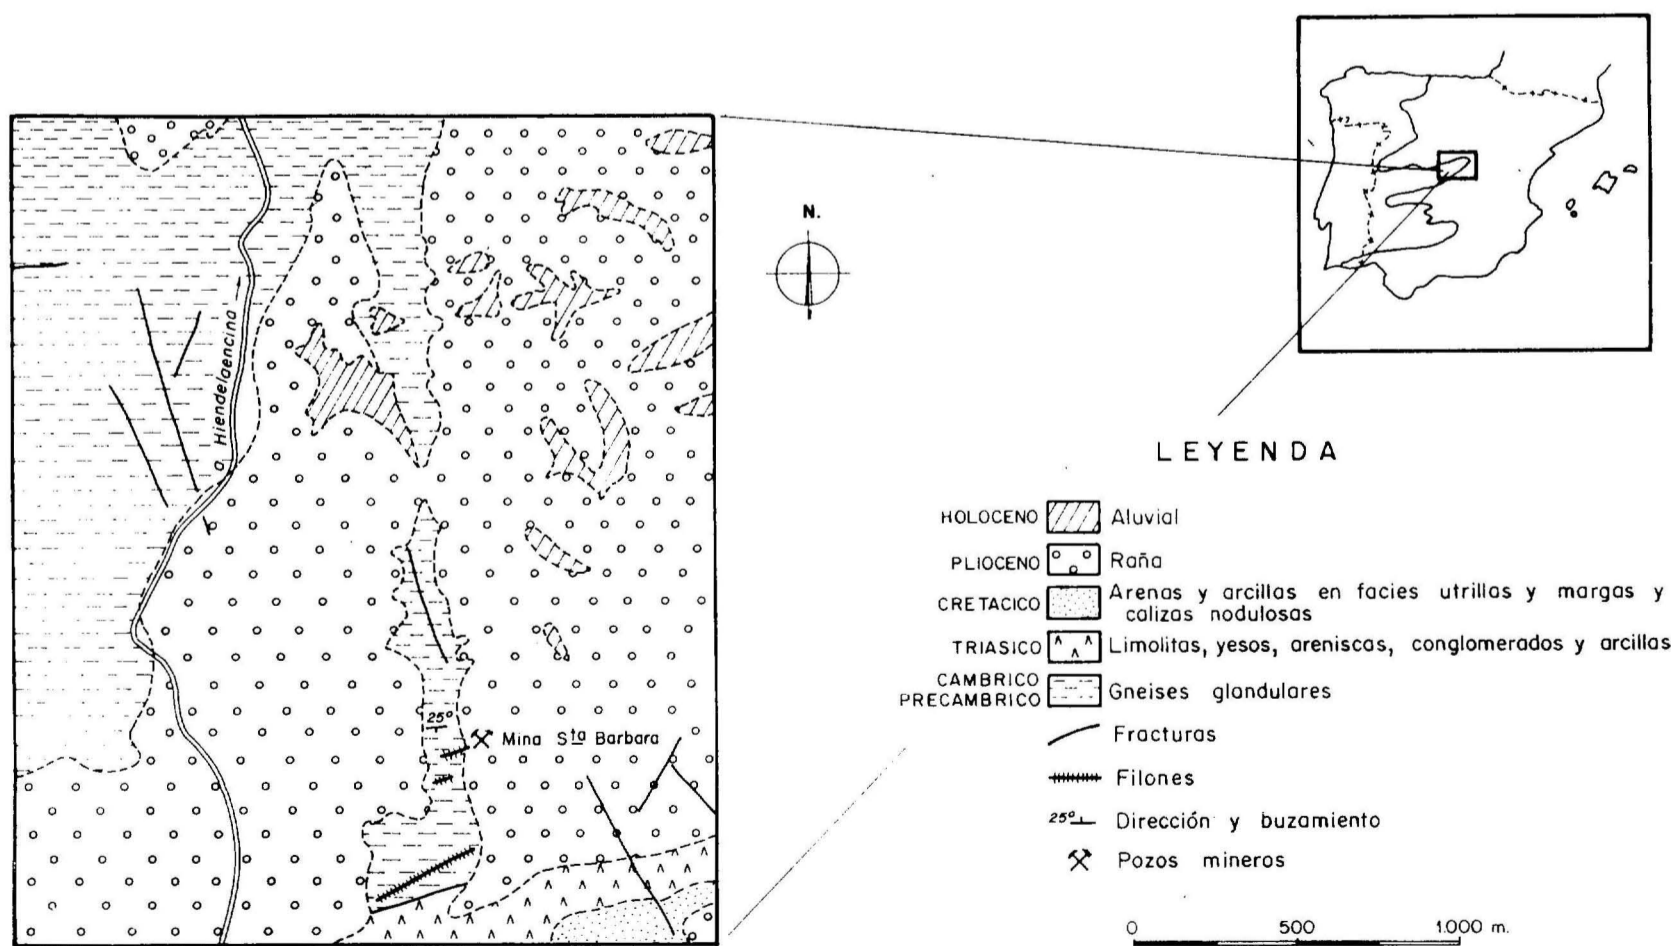 N.
a Hiendelaencina
25º
Mina Sta Barbara
LEYENDA
HOLOCENO Aluvial
PLIOCENO Raña
CRETACICO Arenas y arcillas en facies utrillas y margas y
calizas nodulosas
TRIASICO Limolitas, yesos, areniscas, conglomerados y arcillas
CAMBRICO
PRECAMBRICO Gneises glandulares
Fracturas
Filones
25º Dirección y buzamiento
Pozos mineros
0 500 1.000 m.